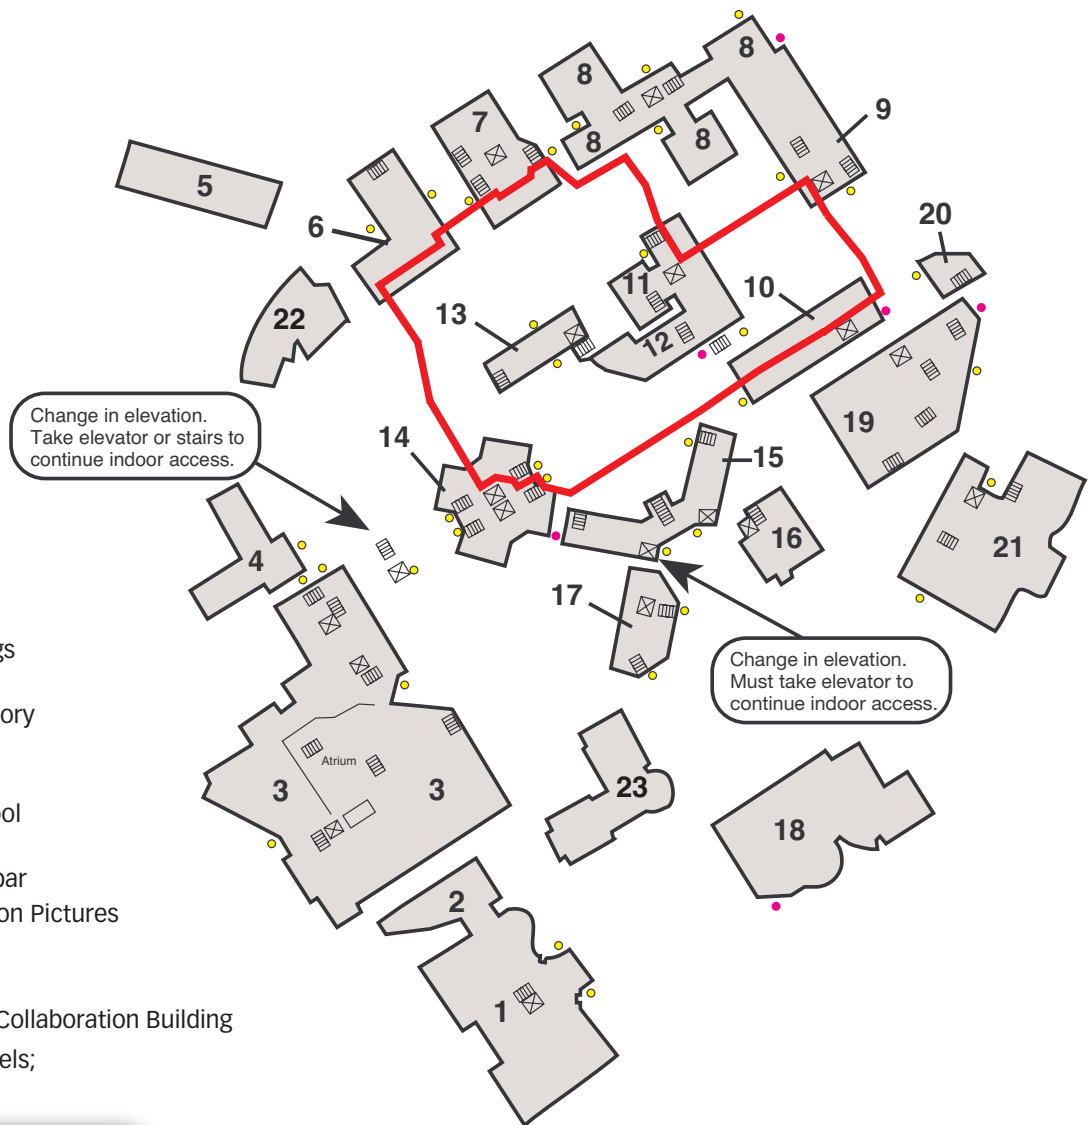 8
8
7
9
8
8
5
20
6
11
10
22
13
12
Change in elevation.
Take elevator or stairs to
continue indoor access.
14
19
15
4
16
21
17
gs
Change in elevation.
Must take elevator to
continue indoor access.
ory
Atrium
3
3
23
ool
18
bar
on Pictures
2
1
Collaboration Building
els;